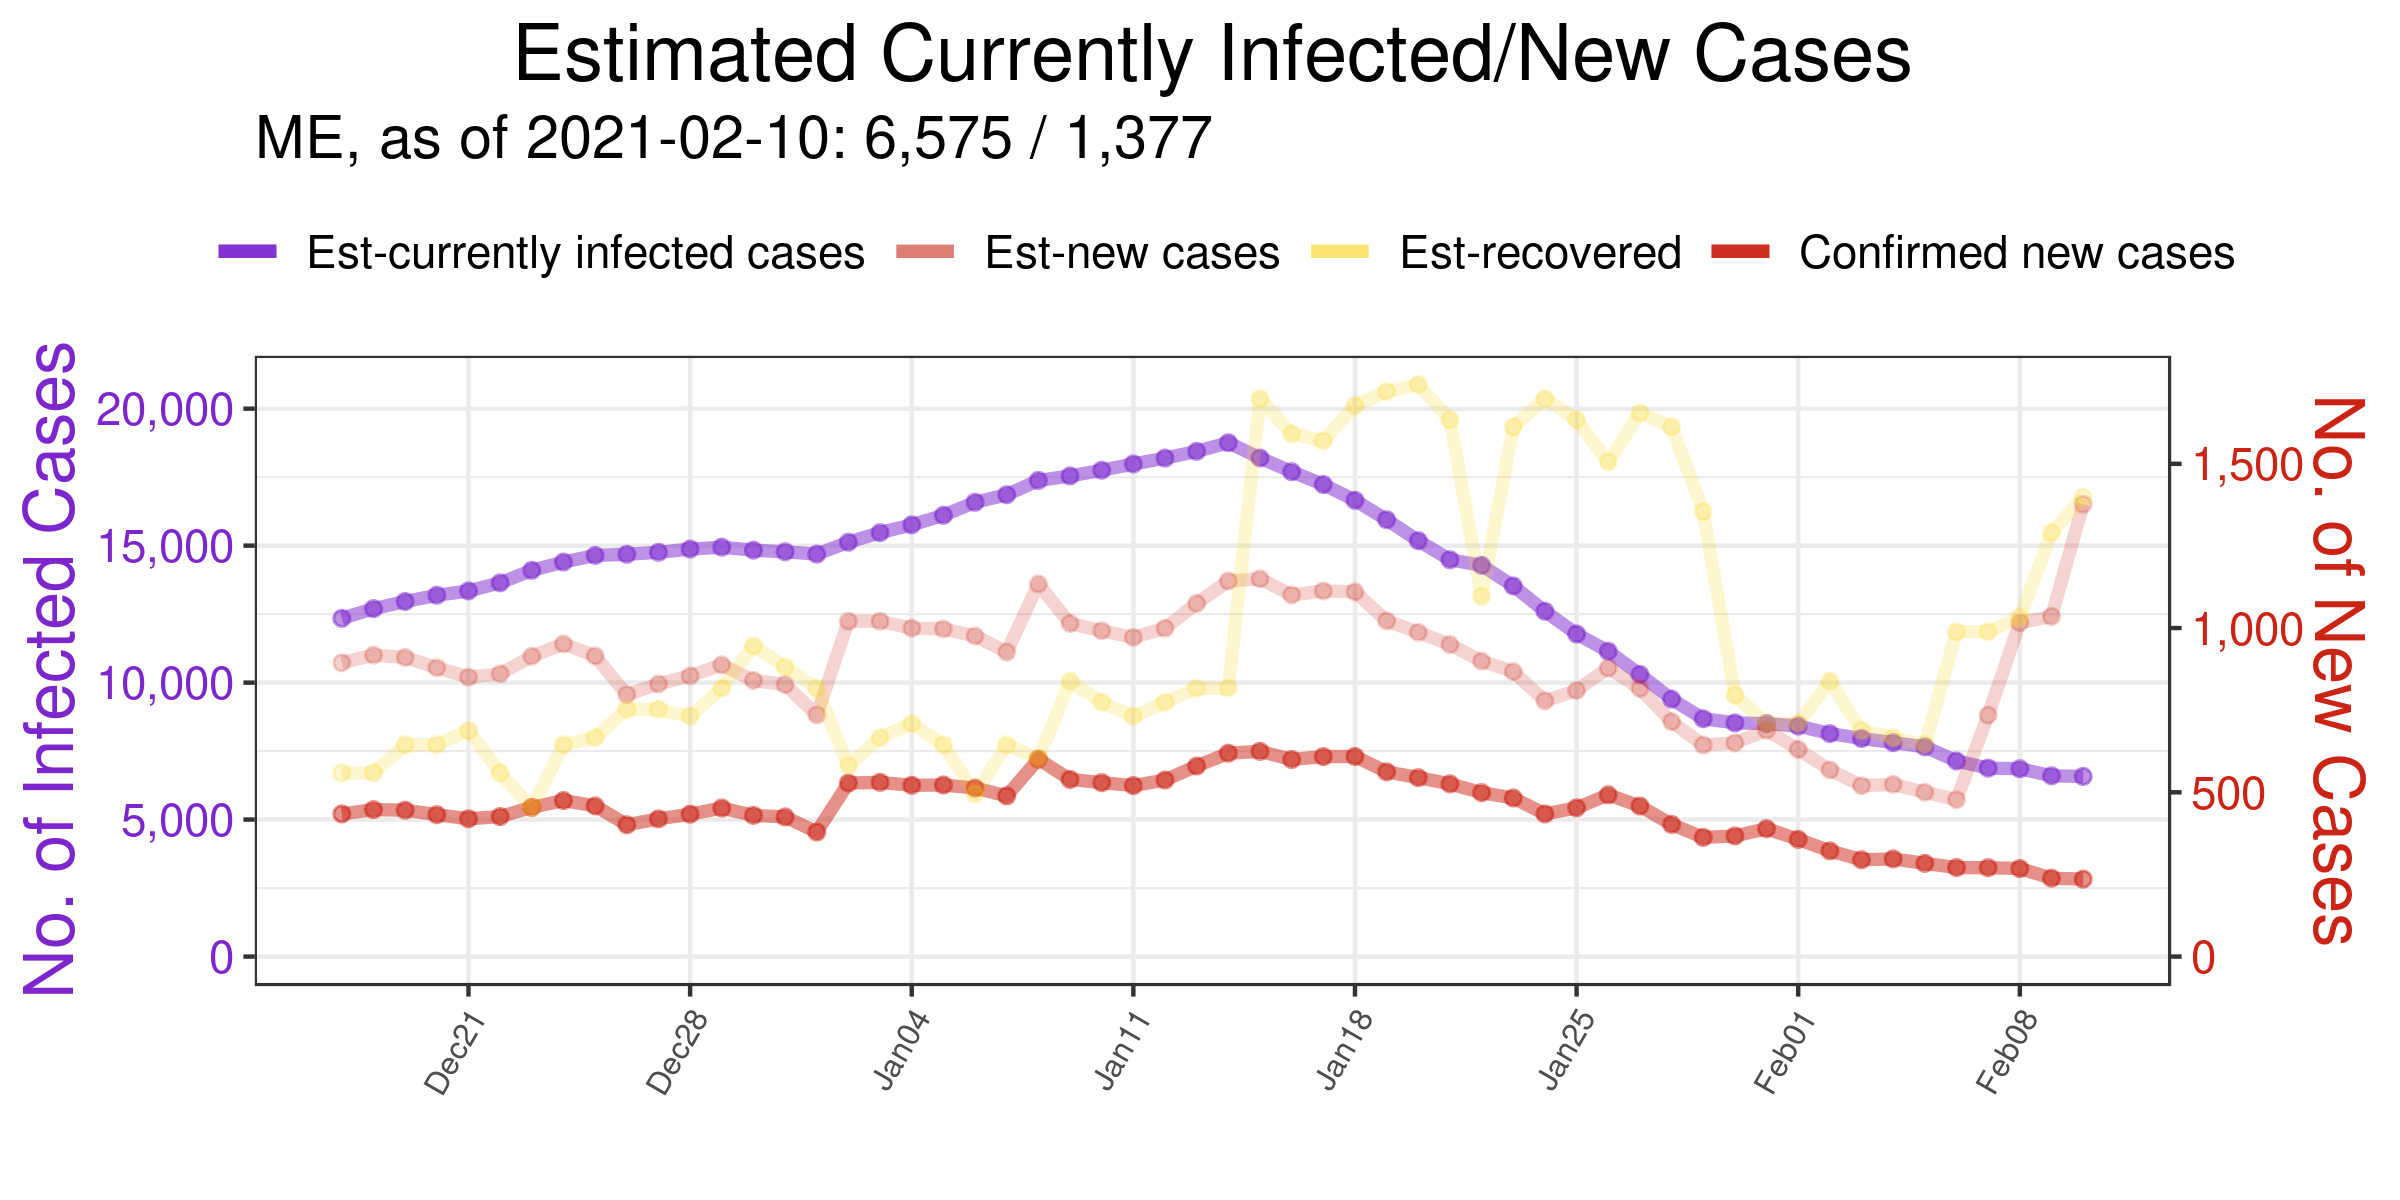 Estimated Currently Infected/New Cases
ME, as of 2021-02-10: 6,575 / 1,377
Est-currently infected cases Est-new cases Est-recovered Confirmed new cases
No. of Infected Cases
20,000
15,000
10,000
5,000
0
No. of New Cases
1,500
1,000
500
0
Dec21 Dec28 Jan04 Jan11 Jan18 Jan25 Feb01 Feb08